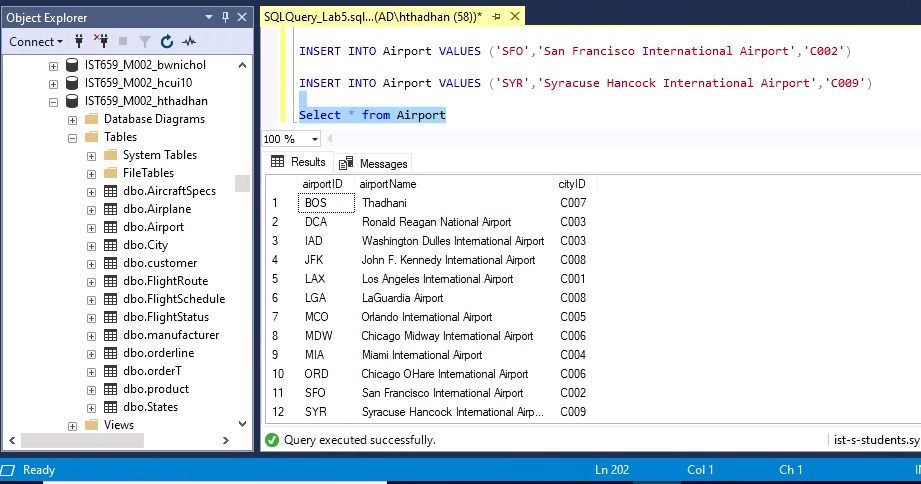 Object Explorer
Connect
IST659_M002_bwnichol
IST659_M002_hcui10
IST659_M002_hthadhan
Database Diagrams
Tables
System Tables
FileTables
dbo.AircraftSpecs
dbo.Airplane
dbo.Airport
dbo.City
dbo.customer
dbo.FlightRoute
dbo.FlightSchedule
dbo.FlightStatus
dbo.manufacturer
dbo.orderline
dbo.orderT
dbo.product
dbo.States
Views
SQLQuery_Lab5.sql...(AD\hthadhan (58))*
INSERT INTO Airport VALUES ('SFO','San Francisco International Airport','C002')
INSERT INTO Airport VALUES ('SYR','Syracuse Hancock International Airport','C009')
Select * from Airport
100 %
Results Messages
airportID airportName cityID
1 BOS Thadhani C007
2 DCA Ronald Reagan National Airport C003
3 IAD Washington Dulles International Airport C003
4 JFK John F. Kennedy International Airport C008
5 LAX Los Angeles International Airport C001
6 LGA LaGuardia Airport C008
7 MCO Orlando International Airport C005
8 MDW Chicago Midway International Airport C006
9 MIA Miami International Airport C004
10 ORD Chicago OHare International Airport C006
11 SFO San Francisco International Airport C002
12 SYR Syracuse Hancock International Airp... C009
Query executed successfully. ist-s-students.sy
Ready Ln 202 Col 1 Ch 1